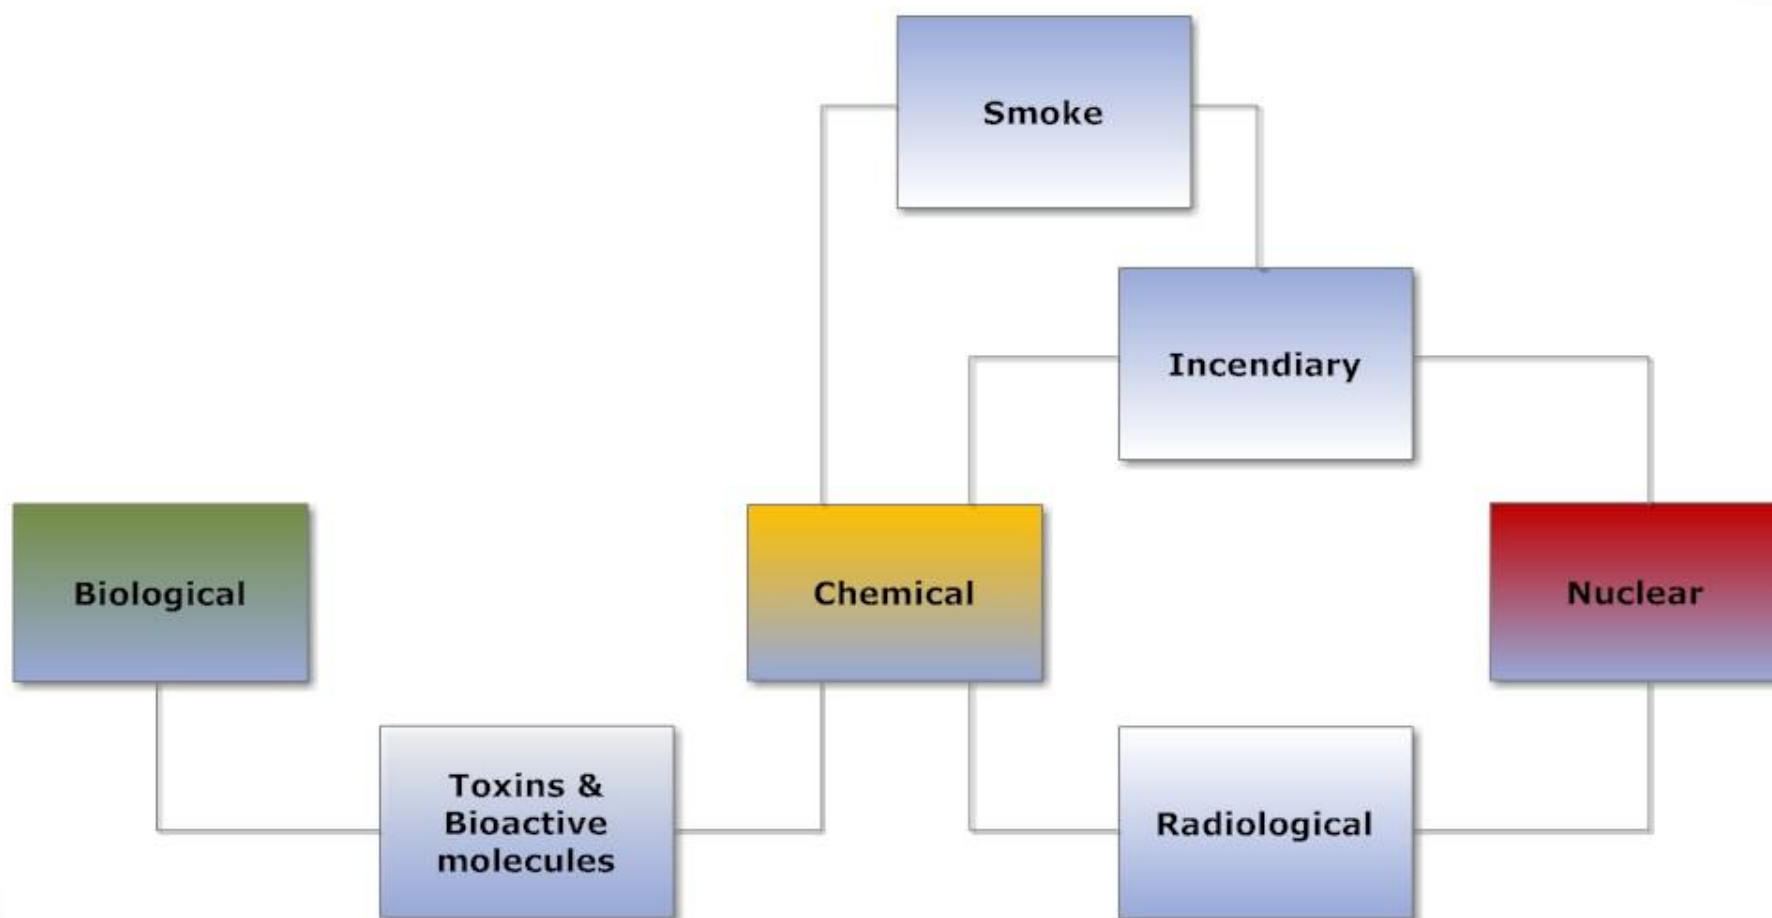 Smoke
Incendiary
Biological
Chemical
Nuclear
Toxins &
Bioactive
molecules
Radiological